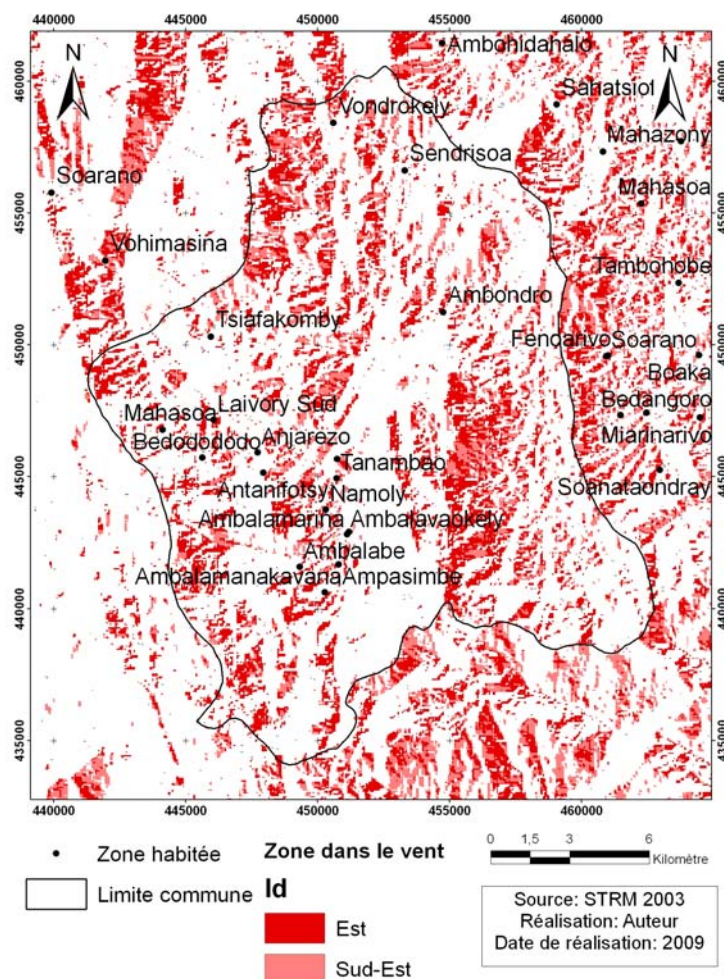 440000 445000 450000 455000 460000
N N
Ambohidahalo
460000 460000
Sahatsiof
Vondrokely
Mahazony
Sendrisoa
Soarano
Mahasoa
455000 455000
Vohimasina
Tambohobe
Ambondro
Tsiafakomby
450000 450000
Fenoarivo Soarano
Boaka
Mahasoa Laivory Sud
Bedangoro
Miarinarivo
Bedodododo Anjarezo
Tanambao
445000 445000
Soanataondray
Antanifotsy Namoly
Ambalamarina Ambalavaokely
Ambalabe
Ambalamanakavana Ampasimbe
440000 440000
435000 435000
440000 445000 450000 455000 460000
Zone habitée
Limite commune
Zone dans le vent
Id
Est
Sud-Est
0 1,5 3 6
Kilomètre
Source: STRM 2003
Réalisation: Auteur
Date de réalisation: 2009